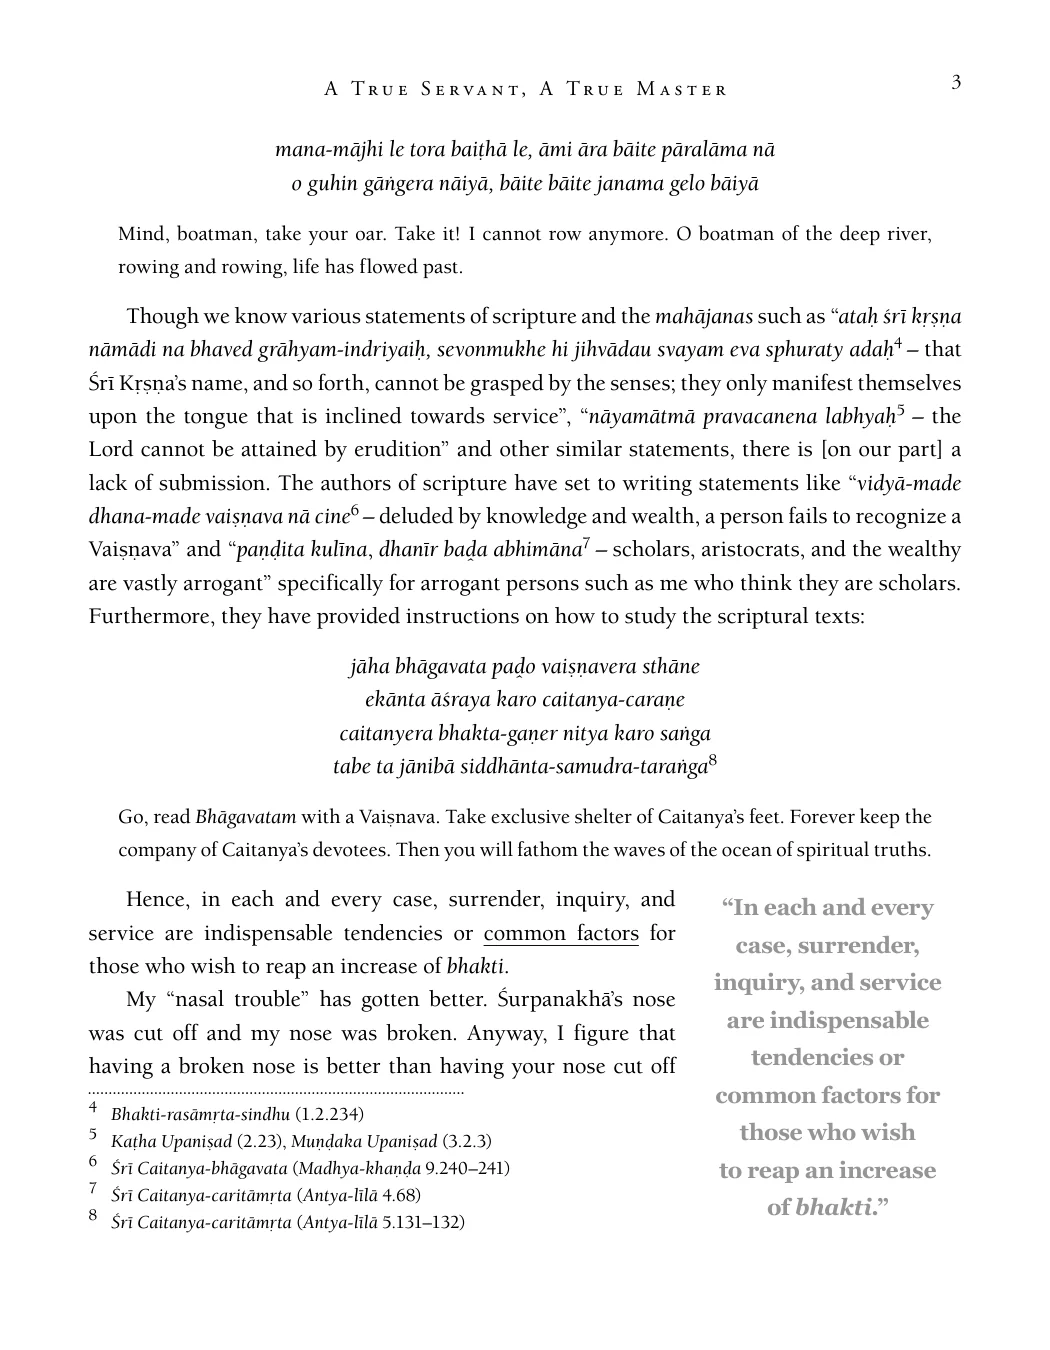 A True Servant, A True Master
3
mana-mājhi le tora baiṭhā le, āmi āra bāite pāralāma nā
o guhin gāṅgera nāiyā, bāite bāite janama gelo bāiyā
Mind, boatman, take your oar. Take it! I cannot row anymore. O boatman of the deep river,
rowing and rowing, life has flowed past.
Though we know various statements of scripture and the mahājanas such as “ataḥ śrī kṛṣṇa
nāmādi na bhaved grāhyam-indriyaiḥ, sevonmukhe hi jihvādau svayam eva sphuraty adaḥ4 – that
Śrī Kṛṣṇa’s name, and so forth, cannot be grasped by the senses; they only manifest themselves
upon the tongue that is inclined towards service”, “nāyamātmā pravacanena labhyaḥ5 – the
Lord cannot be attained by erudition” and other similar statements, there is [on our part] a
lack of submission. The authors of scripture have set to writing statements like “vidyā-made
dhana-made vaiṣṇava nā cine6 – deluded by knowledge and wealth, a person fails to recognize a
Vaiṣṇava” and “paṇḍita kulīna, dhanīr baḓa abhimāna7 – scholars, aristocrats, and the wealthy
are vastly arrogant” specifically for arrogant persons such as me who think they are scholars.
Furthermore, they have provided instructions on how to study the scriptural texts:
jāha bhāgavata paḓo vaiṣṇavera sthāne
ekānta āśraya karo caitanya-caraṇe
caitanyera bhakta-gaṇer nitya karo saṅga
tabe ta jānibā siddhānta-samudra-taraṅga8
Go, read Bhāgavatam with a Vaiṣnava. Take exclusive shelter of Caitanya’s feet. Forever keep the
company of Caitanya’s devotees. Then you will fathom the waves of the ocean of spiritual truths.
Hence, in each and every case, surrender, inquiry, and
service are indispensable tendencies or common factors for
those who wish to reap an increase of bhakti.
My “nasal trouble” has gotten better. Śurpanakhā’s nose
was cut off and my nose was broken. Anyway, I figure that
having a broken nose is better than having your nose cut off
“In each and every
case, surrender,
inquiry, and service
are indispensable
tendencies or
common factors for
those who wish
to reap an increase
of bhakti.”
4 Bhakti-rasāmṛta-sindhu (1.2.234)
5 Kaṭha Upaniṣad (2.23), Muṇḍaka Upaniṣad (3.2.3)
6 Śrī Caitanya-bhāgavata (Madhya-khaṇḍa 9.240–241)
7 Śrī Caitanya-caritāmṛta (Antya-līlā 4.68)
8 Śrī Caitanya-caritāmṛta (Antya-līlā 5.131–132)